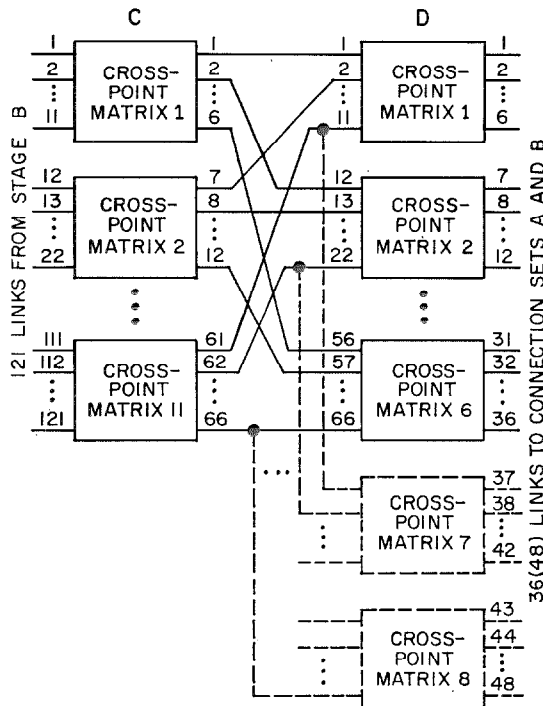 C D
1 1 1 1
CROSS- CROSS-
2 2 2 2
POINT POINT
MATRIX 1 MATRIX 1
11 6 11 6
12 7 12 7
CROSS- CROSS-
13 8 13 8
POINT POINT
MATRIX 2 MATRIX 2
22 12 22 12
111 61 56 31
CROSS- CROSS-
112 62 57 32
POINT POINT
MATRIX 11 MATRIX 6
121 66 66 36
37
CROSS-
38
POINT
MATRIX 7
42
43
CROSS-
44
POINT
MATRIX 8
48
121 LINKS FROM STAGE B
36(48) LINKS TO CONNECTION SETS A AND B